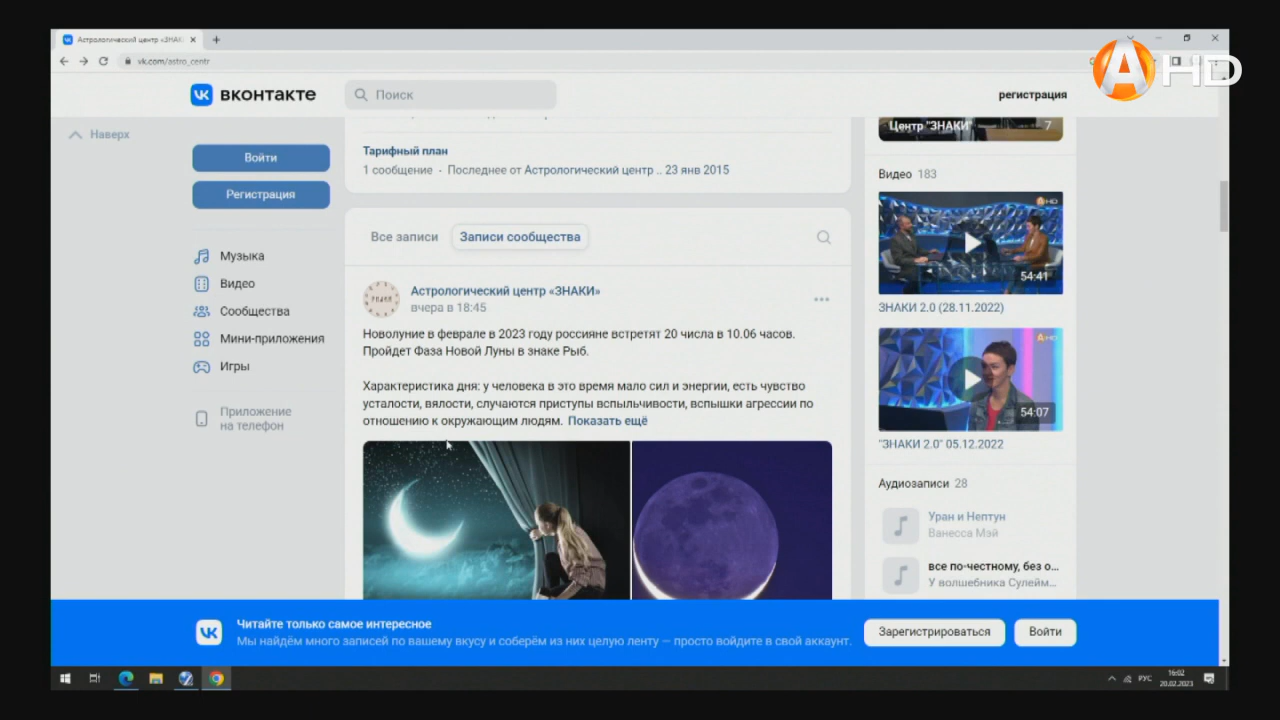 Астрологический центр «ЗНАК
vk.com/astro_centr
AHD
вконтакте
Поиск
регистрация
Наверх
Войти
Регистрация
Музыка
Видео
Сообщества
Мини-приложения
Игры
Приложение
на телефон
Тарифный план
1 сообщение · Последнее от Астрологический центр .. 23 янв 2015
Все записи
Записи сообщества
ЗНАКИ
Астрологический центр «ЗНАКИ»
вчера в 18:45
Новолуние в феврале в 2023 году россияне встретят 20 числа в 10.06 часов.
Пройдет Фаза Новой Луны в знаке Рыб.
Характеристика дня: у человека в это время мало сил и энергии, есть чувство
усталости, вялости, случаются приступы вспыльчивости, вспышки агрессии по
отношению к окружающим людям. Показать ещё
Центр "ЗНАКИ"
7
Видео 183
AHD
54:41
ЗНАКИ 2.0 (28.11.2022)
AHD
54:07
"ЗНАКИ 2.0" 05.12.2022
Аудиозаписи 28
Уран и Нептун
Ванесса Мэй
все по-честному, без о...
У волшебника Сулейм...
Читайте только самое интересное
Мы найдём много записей по вашему вкусу и соберём из них целую ленту — просто войдите в свой аккаунт.
Зарегистрироваться
Войти
РУС
16:02
20.02.2023